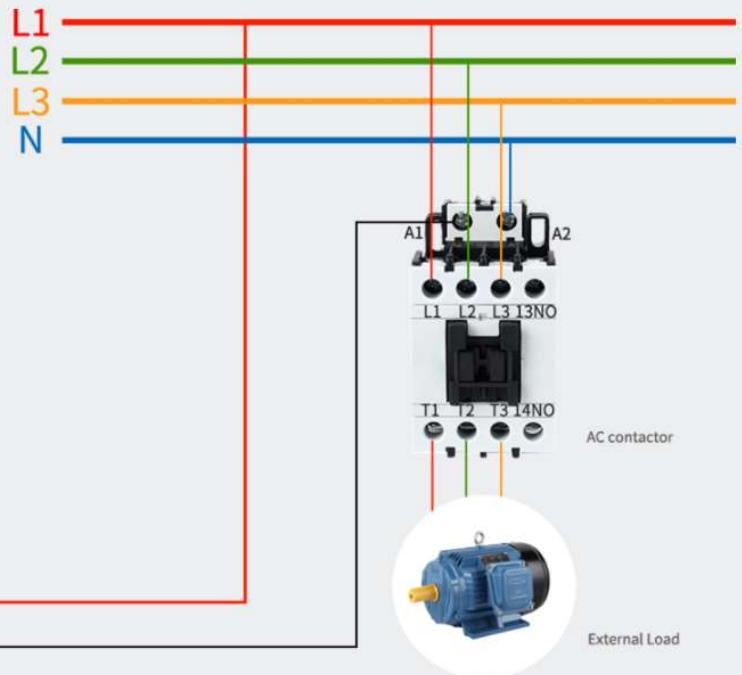 L1
L2
L3
N
A1 A2
L1 L2 L3 13NO
T1 T2 T3 14NO
AC contactor
External Load